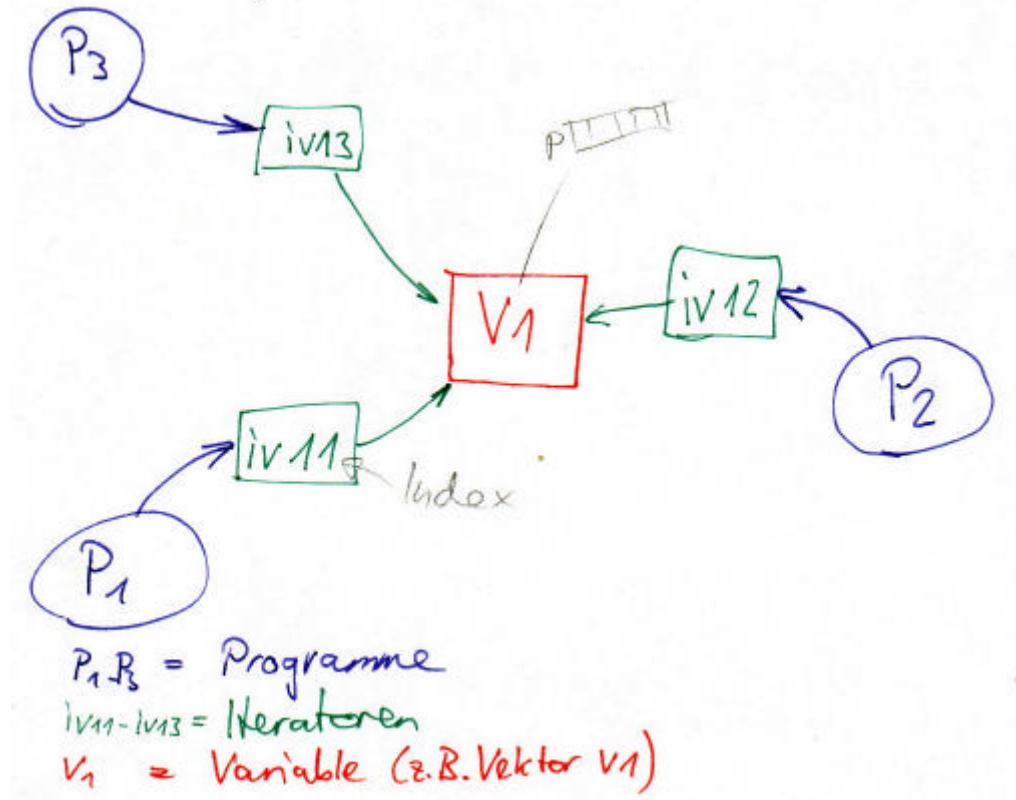 P3
iv13
p
V1
iv12
P2
iv11
Index
P1
P1-P3 = Programme
iv11-iv13 = Iteratoren
V1 = Variable (z.B. Vektor V1)